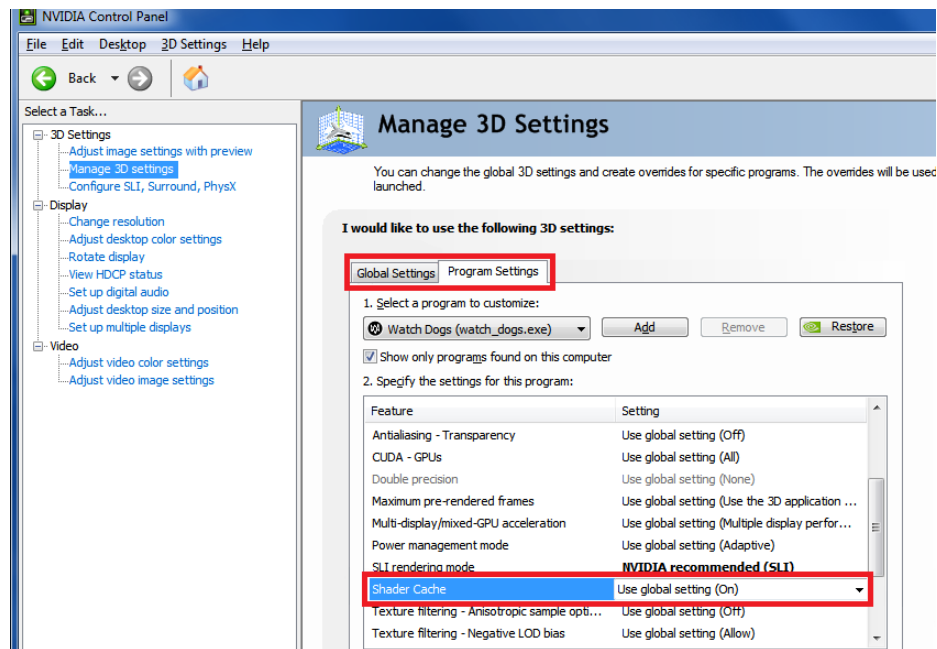 NVIDIA Control Panel
File Edit Desktop 3D Settings Help
Back
Select a Task...
3D Settings
Adjust image settings with preview
Manage 3D settings
Configure SLI, Surround, PhysX
Display
Change resolution
Adjust desktop color settings
Rotate display
View HDCP status
Set up digital audio
Adjust desktop size and position
Set up multiple displays
Video
Adjust video color settings
Adjust video image settings
Manage 3D Settings
You can change the global 3D settings and create overrides for specific programs. The overrides will be used
launched.
I would like to use the following 3D settings:
Global Settings Program Settings
1. Select a program to customize:
Watch Dogs (watch_dogs.exe) Add Remove Restore
Show only programs found on this computer
2. Specify the settings for this program:
Feature Setting
Antialiasing - Transparency Use global setting (Off)
CUDA - GPUs Use global setting (All)
Double precision Use global setting (None)
Maximum pre-rendered frames Use global setting (Use the 3D application ...
Multi-display/mixed-GPU acceleration Use global setting (Multiple display perfor...
Power management mode Use global setting (Adaptive)
SLI rendering mode NVIDIA recommended (SLI)
Shader Cache Use global setting (On)
Texture filtering - Anisotropic sample opti... Use global setting (Off)
Texture filtering - Negative LOD bias Use global setting (Allow)